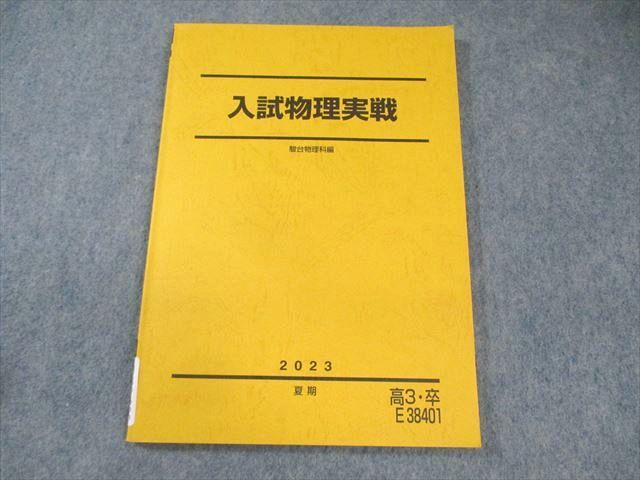 入試物理実戦
駿台物理科編
2023
夏期
高3・卒
E38401